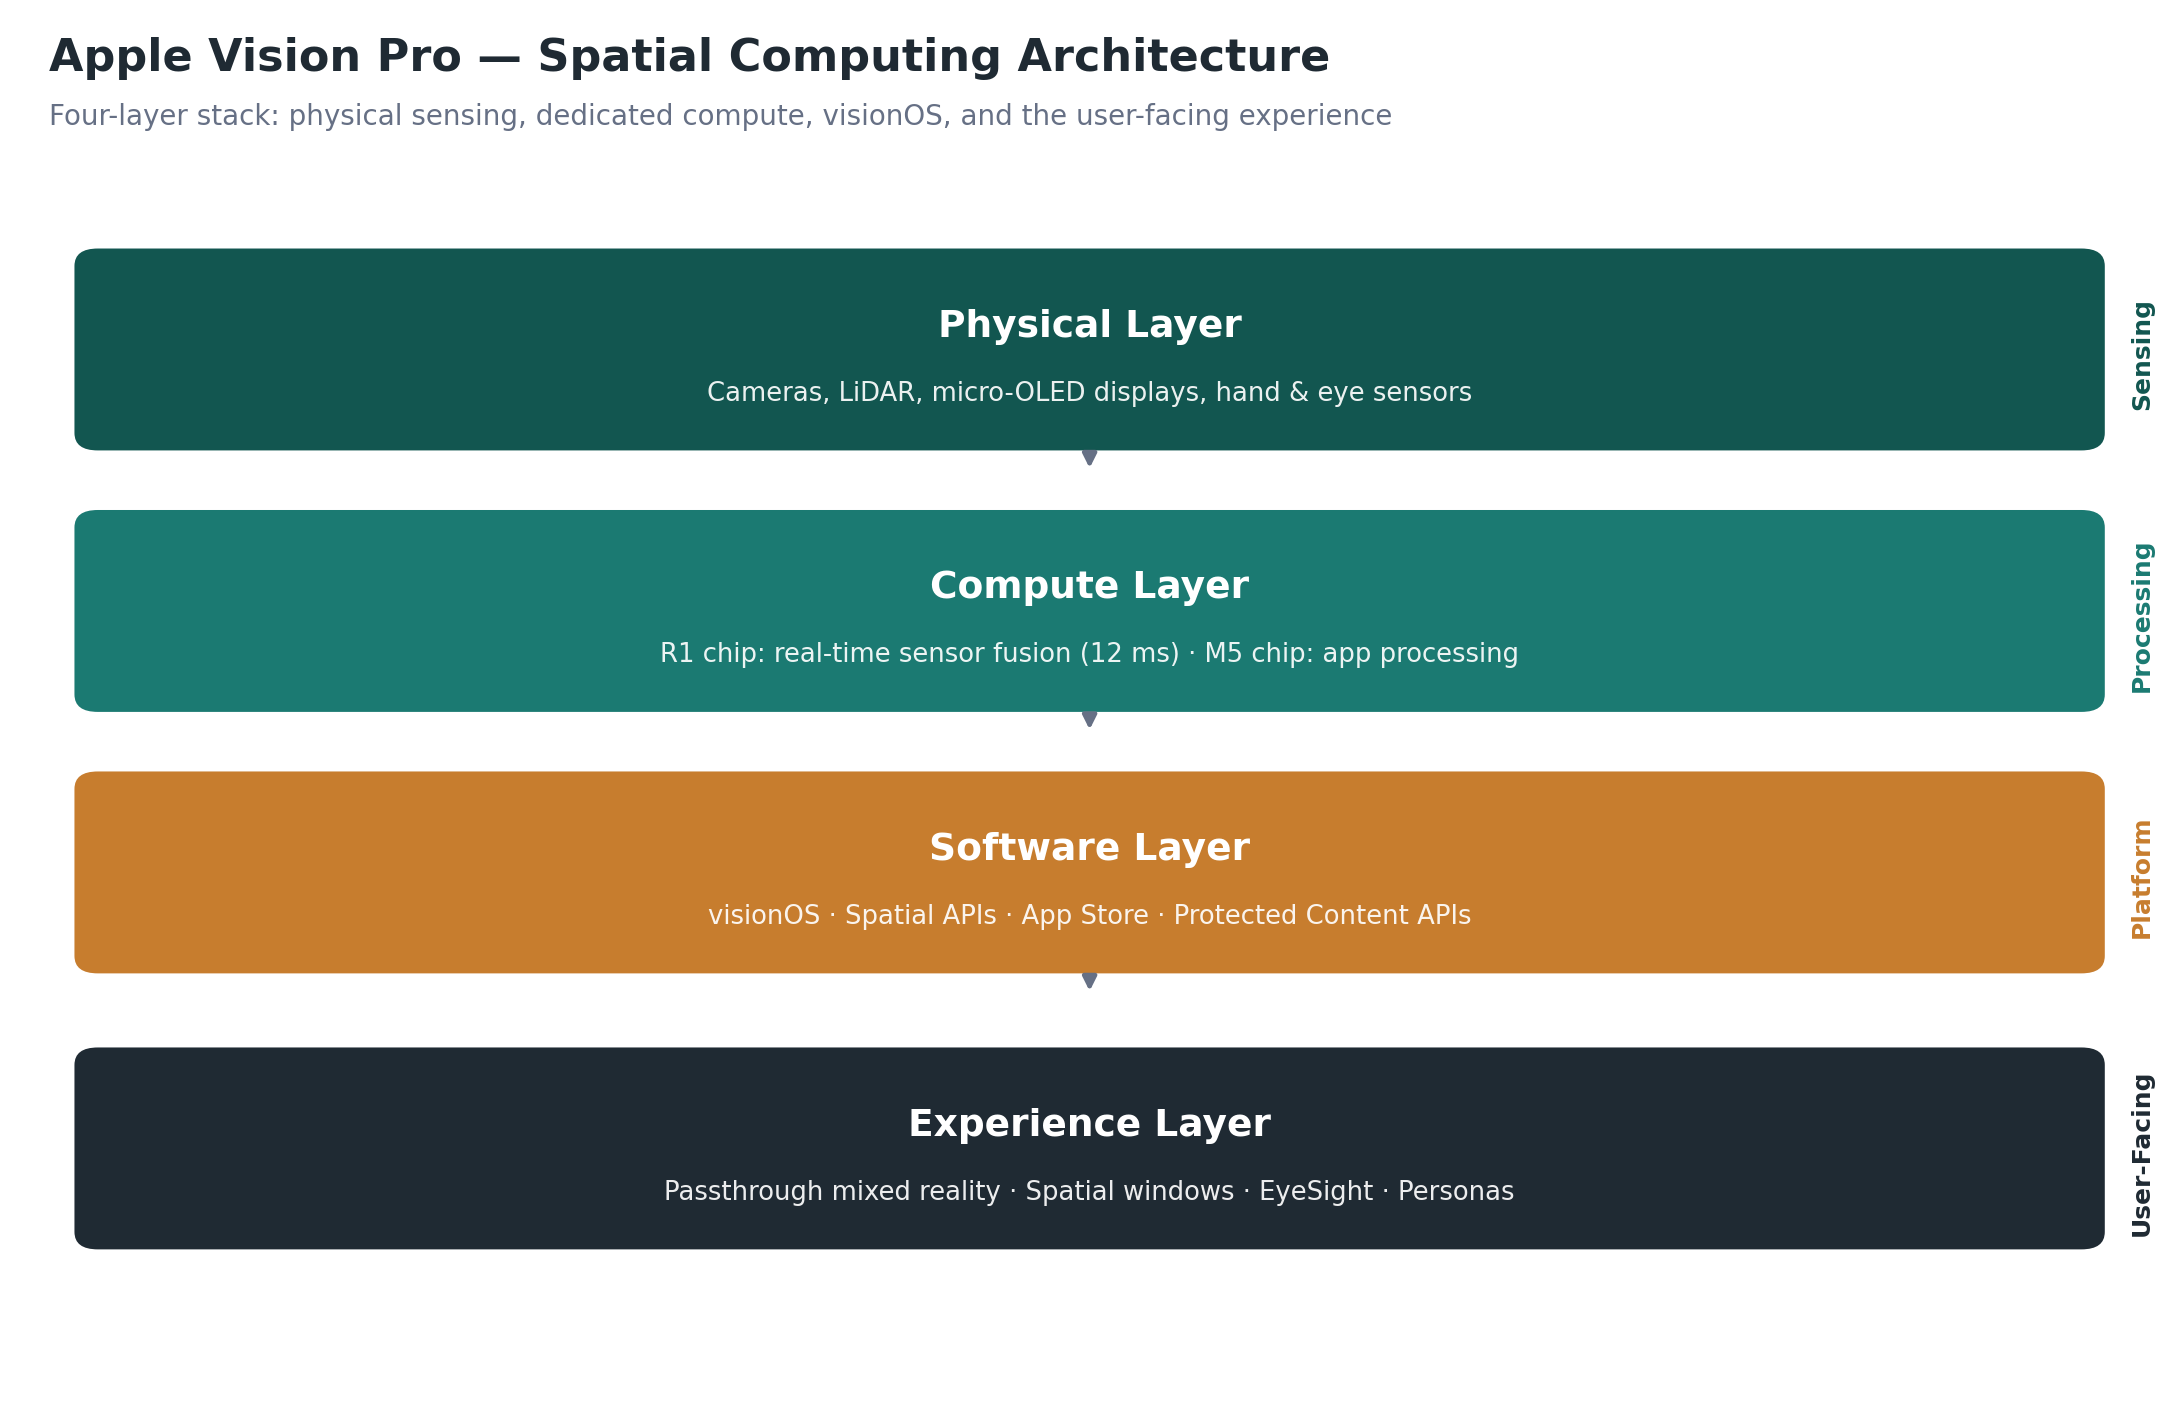 Apple Vision Pro — Spatial Computing Architecture
Four-layer stack: physical sensing, dedicated compute, visionOS, and the user-facing experience
Physical Layer
Cameras, LiDAR, micro-OLED displays, hand & eye sensors
Sensing
Compute Layer
R1 chip: real-time sensor fusion (12 ms) · M5 chip: app processing
Processing
Software Layer
visionOS · Spatial APIs · App Store · Protected Content APIs
Platform
Experience Layer
Passthrough mixed reality · Spatial windows · EyeSight · Personas
User-Facing